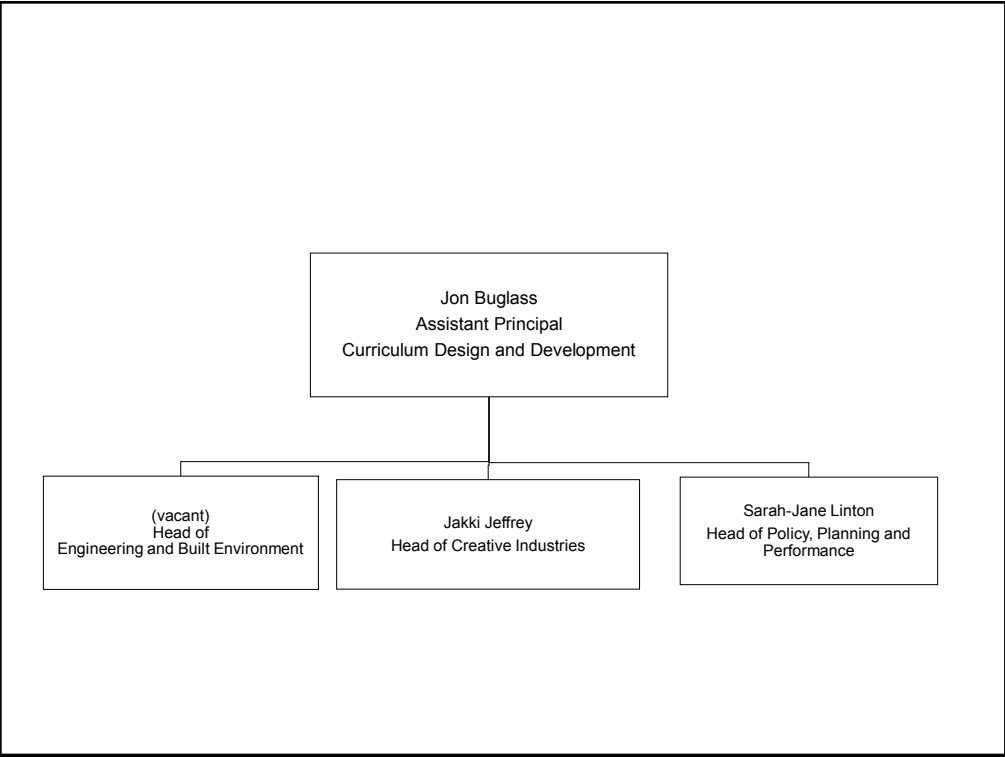 Jon Buglass
Assistant Principal
Curriculum Design and Development
(vacant)
Head of
Engineering and Built Environment
Jakki Jeffrey
Head of Creative Industries
Sarah-Jane Linton
Head of Policy, Planning and
Performance